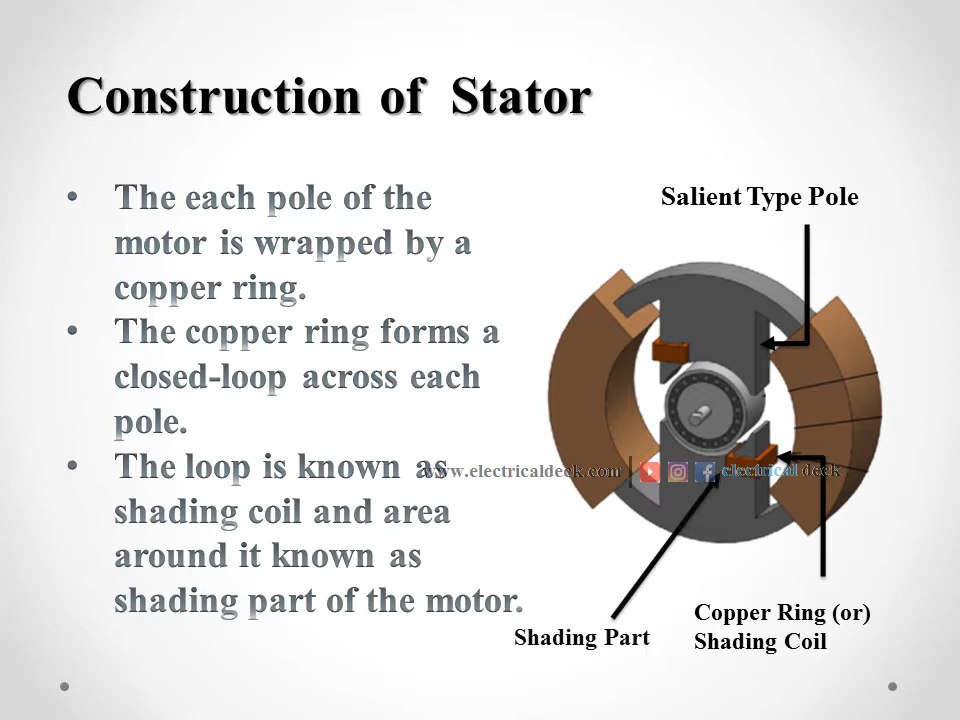 Construction of Stator
• The each pole of the
motor is wrapped by a
copper ring.
• The copper ring forms a
closed-loop across each
pole.
• The loop is known as
shading coil and area
around it known as
shading part of the motor.
Salient Type Pole
www.electricaldeck.com | electrical deck
Shading Part
Copper Ring (or)
Shading Coil